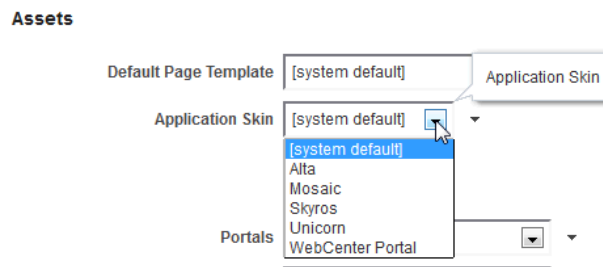 Assets
Default Page Template [system default]
Application Skin
Application Skin [system default]
[system default]
Alta
Mosaic
Skyros
Unicorn
Portals
WebCenter Portal